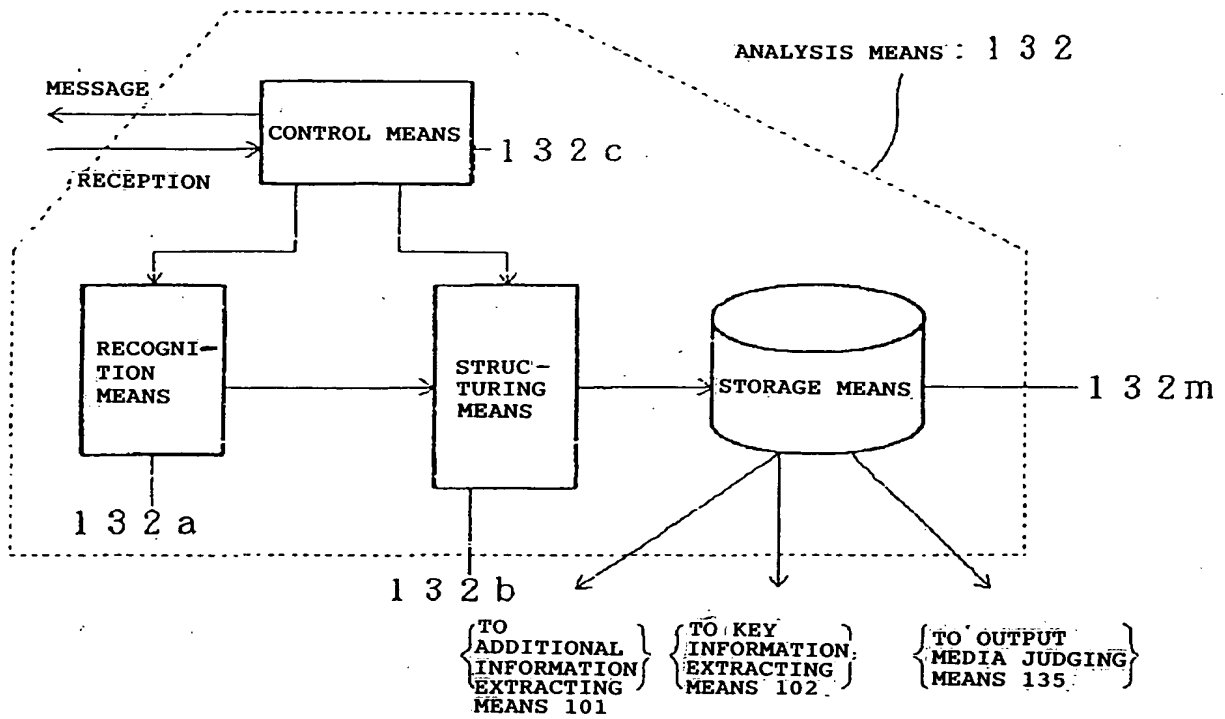 ANALYSIS MEANS : 132
MESSAGE
CONTROL MEANS
132c
RECEPTION
RECOGNI-
TION
MEANS
STRUC-
TURING
MEANS
STORAGE MEANS
132m
132a
132b
TO
ADDITIONAL
INFORMATION
EXTRACTING
MEANS 101
TO KEY
INFORMATION
EXTRACTING
MEANS 102
TO OUTPUT
MEDIA JUDGING
MEANS 135